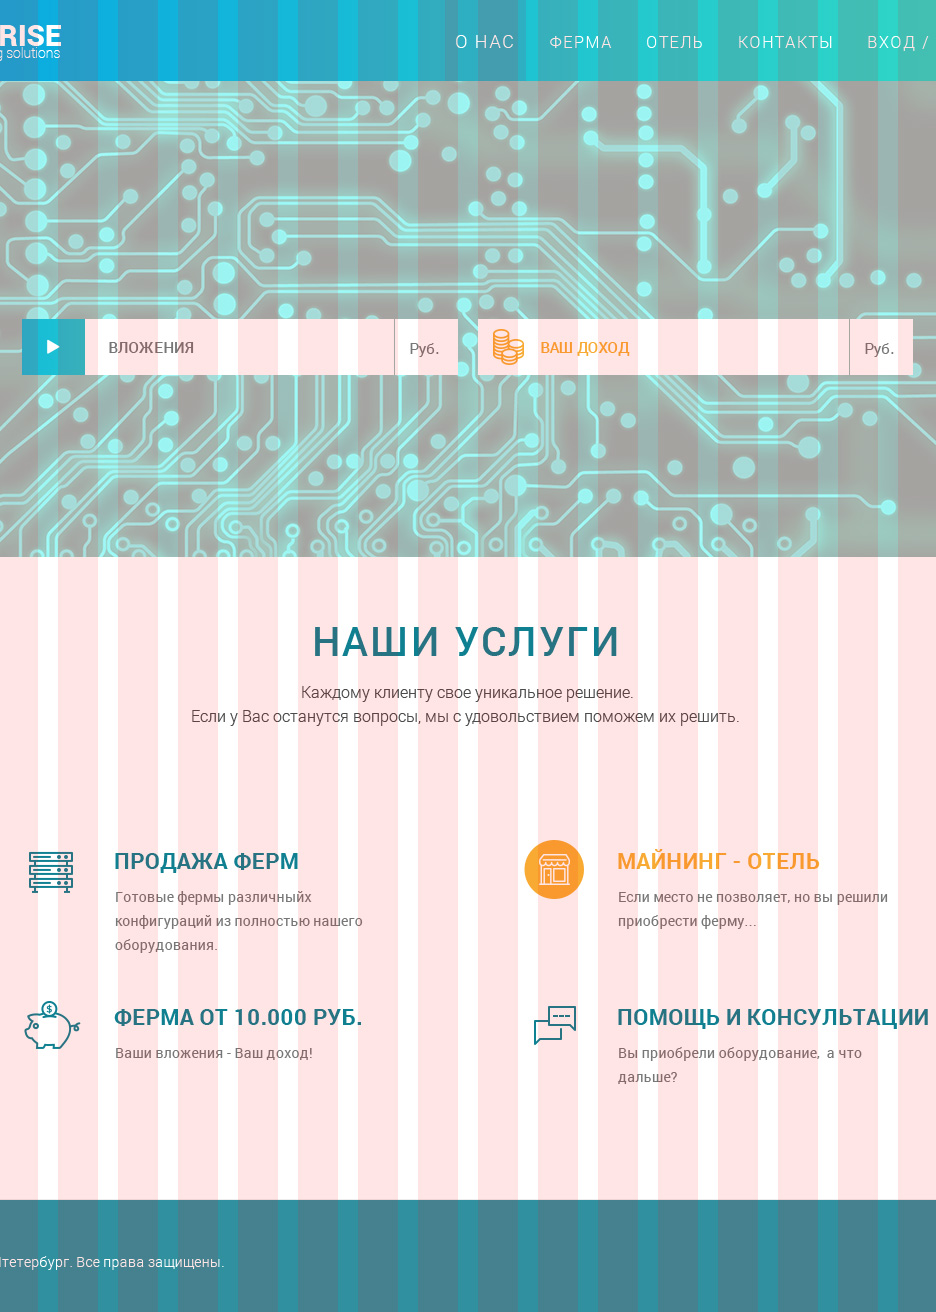 RISE
g solutions
О НАС ФЕРМА ОТЕЛЬ КОНТАКТЫ ВХОД /
ВЛОЖЕНИЯ Руб. ВАШ ДОХОД Руб.
НАШИ УСЛУГИ
Каждому клиенту свое уникальное решение.
Если у Вас останутся вопросы, мы с удовольствием поможем их решить.
ПРОДАЖА ФЕРМ
Готовые фермы различныйх
конфигураций из полностью нашего
оборудования.
МАЙНИНГ - ОТЕЛЬ
Если место не позволяет, но вы решили
приобрести ферму...
ФЕРМА ОТ 10.000 РУБ.
Ваши вложения - Ваш доход!
ПОМОЩЬ И КОНСУЛЬТАЦИИ
Вы приобрели оборудование, а что
дальше?
тетербург. Все права защищены.